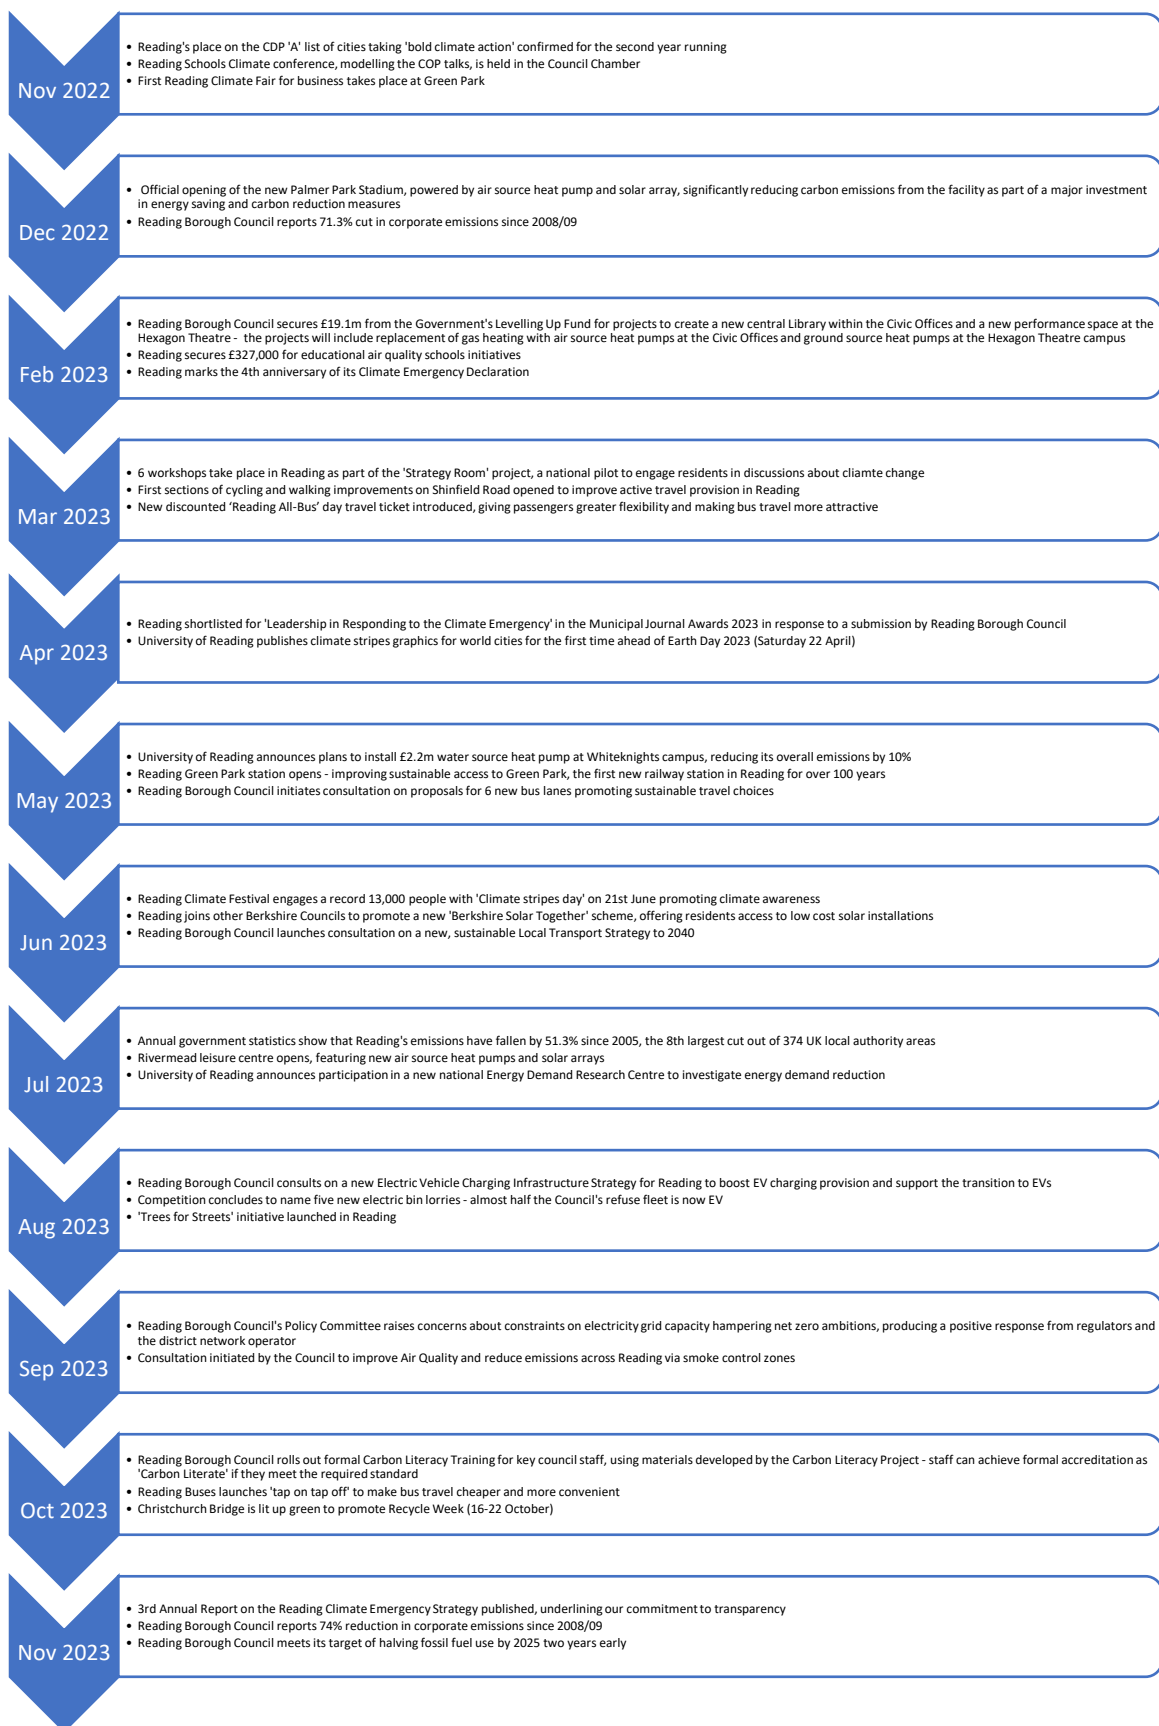 Nov 2022
• Reading's place on the CDP 'A' list of cities taking 'bold climate action' confirmed for the second year running
• Reading Schools Climate conference, modelling the COP talks, is held in the Council Chamber
• First Reading Climate Fair for business takes place at Green Park
Dec 2022
• Official opening of the new Palmer Park Stadium, powered by air source heat pump and solar array, significantly reducing carbon emissions from the facility as part of a major investment
in energy saving and carbon reduction measures
• Reading Borough Council reports 71.3% cut in corporate emissions since 2008/09
Feb 2023
• Reading Borough Council secures £19.1m from the Government's Levelling Up Fund for projects to create a new central Library within the Civic Offices and a new performance space at the
Hexagon Theatre - the projects will include replacement of gas heating with air source heat pumps at the Civic Offices and ground source heat pumps at the Hexagon Theatre campus
• Reading secures £327,000 for educational air quality schools initiatives
• Reading marks the 4th anniversary of its Climate Emergency Declaration
Mar 2023
• 6 workshops take place in Reading as part of the 'Strategy Room' project, a national pilot to engage residents in discussions about cliamte change
• First sections of cycling and walking improvements on Shinfield Road opened to improve active travel provision in Reading
• New discounted ‘Reading All-Bus’ day travel ticket introduced, giving passengers greater flexibility and making bus travel more attractive
Apr 2023
• Reading shortlisted for 'Leadership in Responding to the Climate Emergency' in the Municipal Journal Awards 2023 in response to a submission by Reading Borough Council
• University of Reading publishes climate stripes graphics for world cities for the first time ahead of Earth Day 2023 (Saturday 22 April)
May 2023
• University of Reading announces plans to install £2.2m water source heat pump at Whiteknights campus, reducing its overall emissions by 10%
• Reading Green Park station opens - improving sustainable access to Green Park, the first new railway station in Reading for over 100 years
• Reading Borough Council initiates consultation on proposals for 6 new bus lanes promoting sustainable travel choices
Jun 2023
• Reading Climate Festival engages a record 13,000 people with 'Climate stripes day' on 21st June promoting climate awareness
• Reading joins other Berkshire Councils to promote a new 'Berkshire Solar Together' scheme, offering residents access to low cost solar installations
• Reading Borough Council launches consultation on a new, sustainable Local Transport Strategy to 2040
Jul 2023
• Annual government statistics show that Reading's emissions have fallen by 51.3% since 2005, the 8th largest cut out of 374 UK local authority areas
• Rivermead leisure centre opens, featuring new air source heat pumps and solar arrays
• University of Reading announces participation in a new national Energy Demand Research Centre to investigate energy demand reduction
Aug 2023
• Reading Borough Council consults on a new Electric Vehicle Charging Infrastructure Strategy for Reading to boost EV charging provision and support the transition to EVs
• Competition concludes to name five new electric bin lorries - almost half the Council's refuse fleet is now EV
• 'Trees for Streets' initiative launched in Reading
Sep 2023
• Reading Borough Council's Policy Committee raises concerns about constraints on electricity grid capacity hampering net zero ambitions, producing a positive response from regulators and
the district network operator
• Consultation initiated by the Council to improve Air Quality and reduce emissions across Reading via smoke control zones
Oct 2023
• Reading Borough Council rolls out formal Carbon Literacy Training for key council staff, using materials developed by the Carbon Literacy Project - staff can achieve formal accreditation as
'Carbon Literate' if they meet the required standard
• Reading Buses launches 'tap on tap off' to make bus travel cheaper and more convenient
• Christchurch Bridge is lit up green to promote Recycle Week (16-22 October)
Nov 2023
• 3rd Annual Report on the Reading Climate Emergency Strategy published, underlining our commitment to transparency
• Reading Borough Council reports 74% reduction in corporate emissions since 2008/09
• Reading Borough Council meets its target of halving fossil fuel use by 2025 two years early